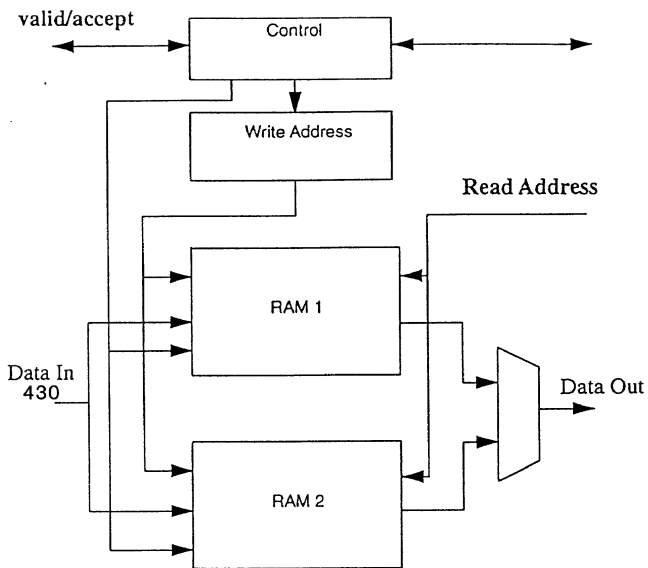 valid/accept
Control
Write Address
Read Address
RAM 1
Data In
430
Data Out
RAM 2